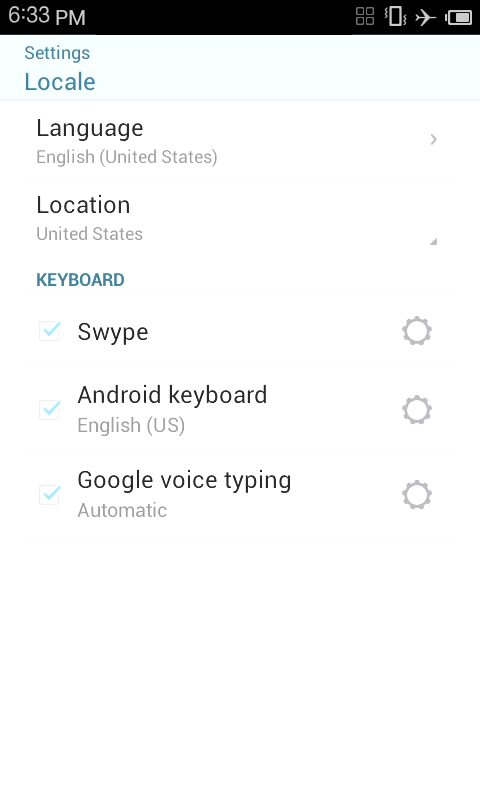 6:33 PM
Settings
Locale
Language
English (United States)
Location
United States
KEYBOARD
Swype
Android keyboard
English (US)
Google voice typing
Automatic